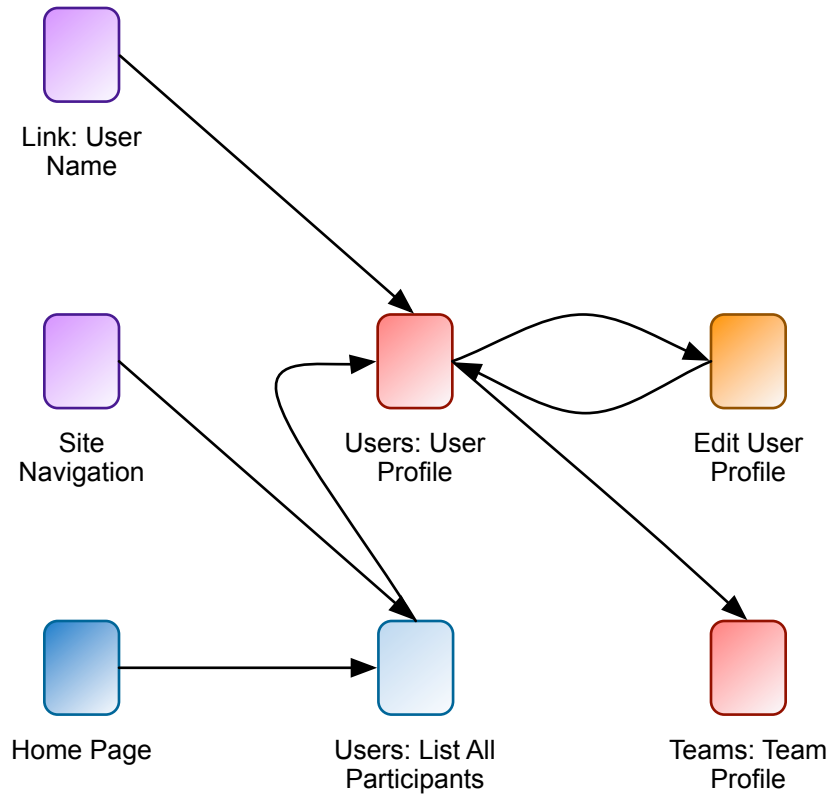 Link: User
Name
Site
Navigation
Users: User
Profile
Edit User
Profile
Home Page
Users: List All
Participants
Teams: Team
Profile